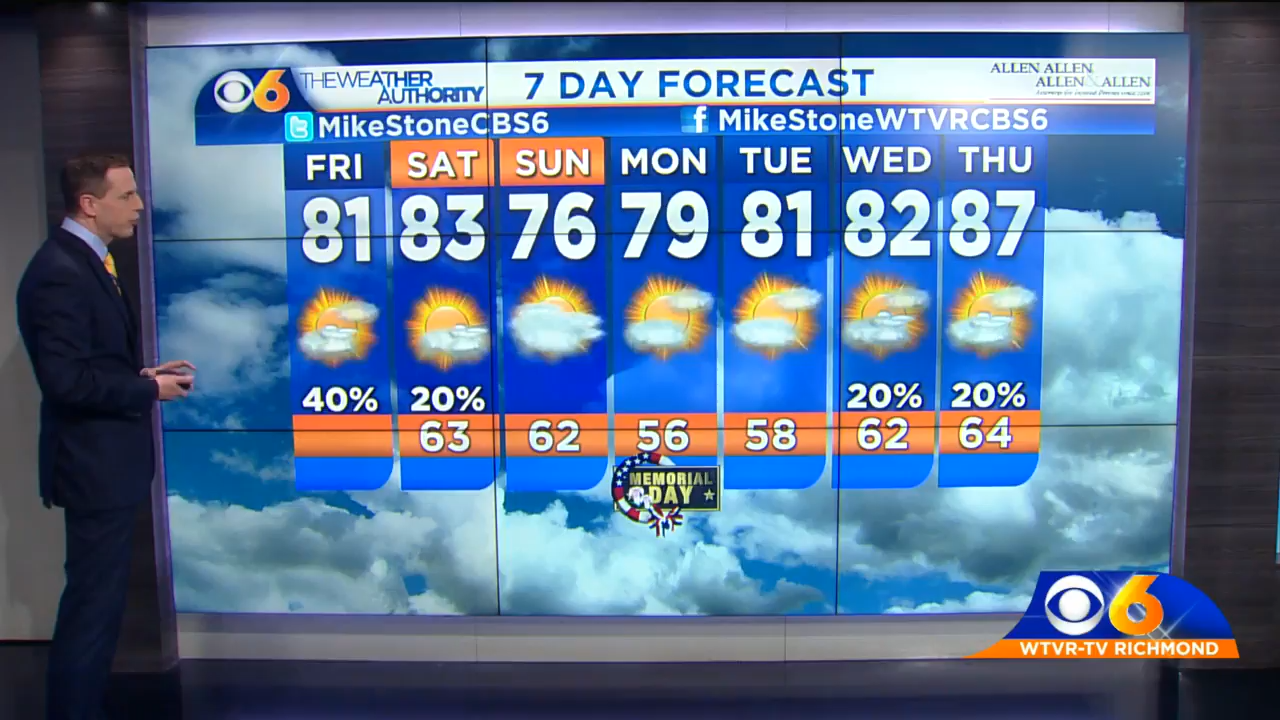 6 THE WEATHER AUTHORITY
7 DAY FORECAST
ALLEN ALLEN
ALLEN & ALLEN
MikeStoneCBS6
f MikeStoneWTVRCBS6
FRI SAT SUN MON TUE WED THU
81 83 76 79 81 82 87
40% 20% 20% 20%
63 62 56 58 62 64
MEMORIAL
DAY
6
WTVR-TV RICHMOND